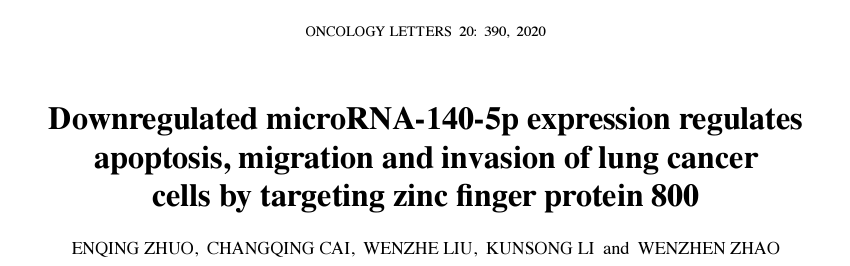 ONCOLOGY LETTERS 20: 390, 2020
Downregulated microRNA-140-5p expression regulates
apoptosis, migration and invasion of lung cancer
cells by targeting zinc finger protein 800
ENQING ZHUO, CHANGQING CAI, WENZHE LIU, KUNSONG LI and WENZHEN ZHAO